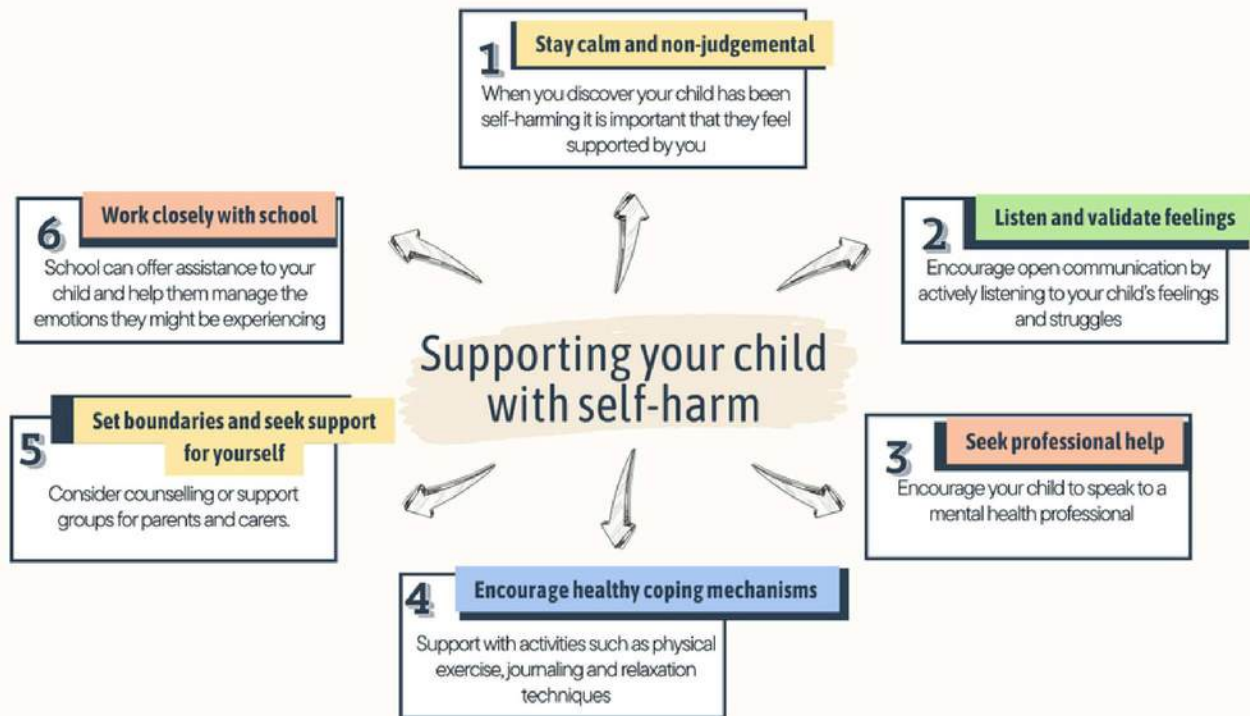 Supporting your child
with self-harm
1
Stay calm and non-judgemental
When you discover your child has been
self-harming it is important that they feel
supported by you
2
Listen and validate feelings
Encourage open communication by
actively listening to your child's feelings
and struggles
3
Seek professional help
Encourage your child to speak to a
mental health professional
4
Encourage healthy coping mechanisms
Support with activities such as physical
exercise, journaling and relaxation
techniques
5
Set boundaries and seek support
for yourself
Consider counselling or support
groups for parents and carers.
6
Work closely with school
School can offer assistance to your
child and help them manage the
emotions they might be experiencing